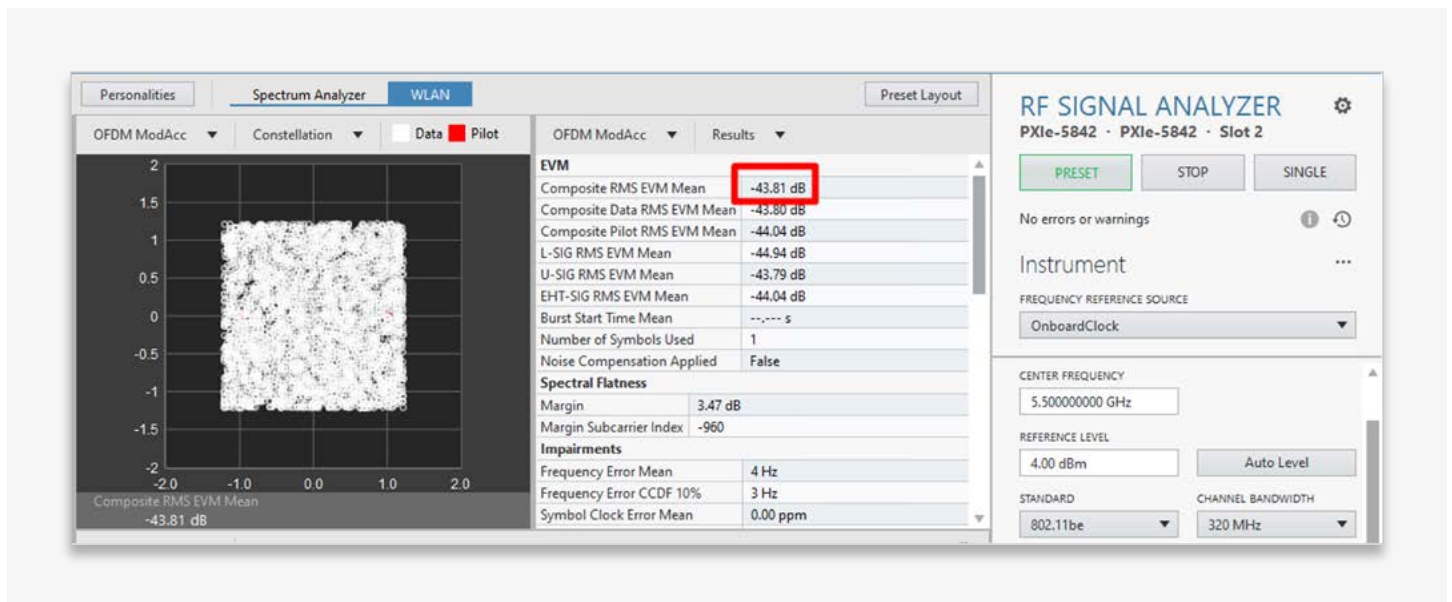 Personalities Spectrum Analyzer WLAN Preset Layout
OFDM ModAcc Constellation Data Pilot
2
1.5
1
0.5
0
-0.5
-1
-1.5
-2
-2.0 -1.0 0.0 1.0 2.0
Composite RMS EVM Mean
-43.81 dB
OFDM ModAcc Results
EVM
Composite RMS EVM Mean -43.81 dB
Composite Data RMS EVM Mean -43.80 dB
Composite Pilot RMS EVM Mean -44.04 dB
L-SIG RMS EVM Mean -44.94 dB
U-SIG RMS EVM Mean -43.79 dB
EHT-SIG RMS EVM Mean -44.04 dB
Burst Start Time Mean --.--- s
Number of Symbols Used 1
Noise Compensation Applied False
Spectral Flatness
Margin 3.47 dB
Margin Subcarrier Index -960
Impairments
Frequency Error Mean 4 Hz
Frequency Error CCDF 10% 3 Hz
Symbol Clock Error Mean 0.00 ppm
RF SIGNAL ANALYZER
PXIe-5842 · PXIe-5842 · Slot 2
PRESET STOP SINGLE
No errors or warnings
Instrument
FREQUENCY REFERENCE SOURCE
OnboardClock
CENTER FREQUENCY
5.500000000 GHz
REFERENCE LEVEL
4.00 dBm Auto Level
STANDARD CHANNEL BANDWIDTH
802.11be 320 MHz